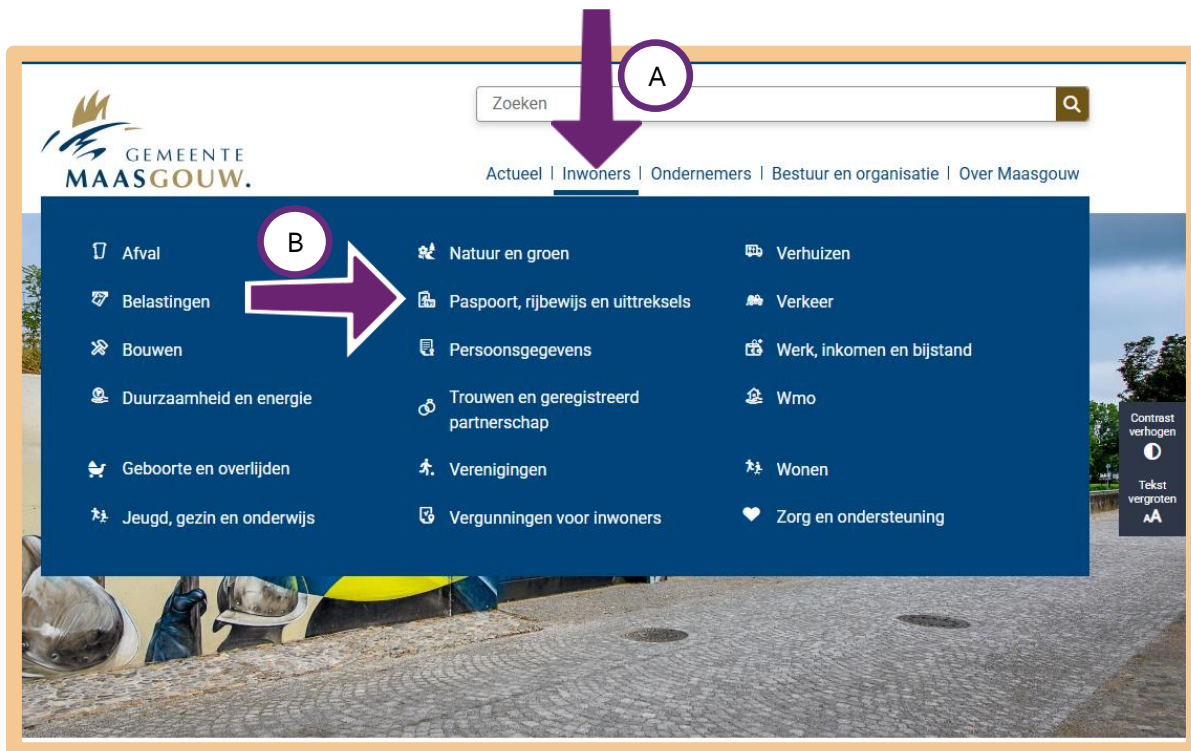 A
Zoeken
GEMEENTE
MAASGOUW.
Actueel | Inwoners | Ondernemers | Bestuur en organisatie | Over Maasgouw
B
Afval
Belastingen
Bouwen
Duurzaamheid en energie
Geboorte en overlijden
Jeugd, gezin en onderwijs
Natuur en groen
Paspoort, rijbewijs en uittreksels
Persoonsgegevens
Trouwen en geregistreerd
partnerschap
Verenigingen
Vergunningen voor inwoners
Verhuizen
Verkeer
Werk, inkomen en bijstand
Wmo
Wonen
Zorg en ondersteuning
Contrast
verhogen
Tekst
vergroten
AA